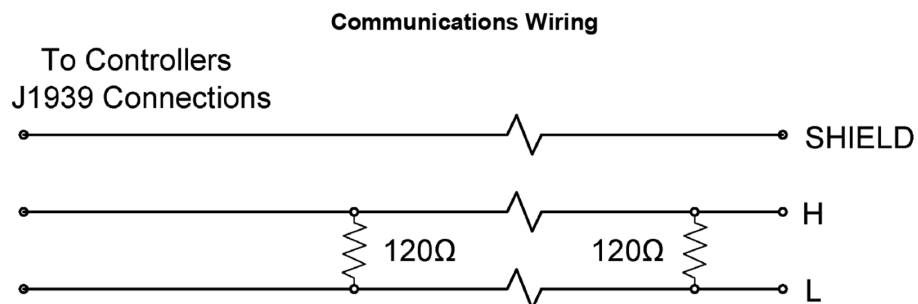 Communications Wiring
To Controllers
J1939 Connections
SHIELD
H
120Ω
120Ω
L